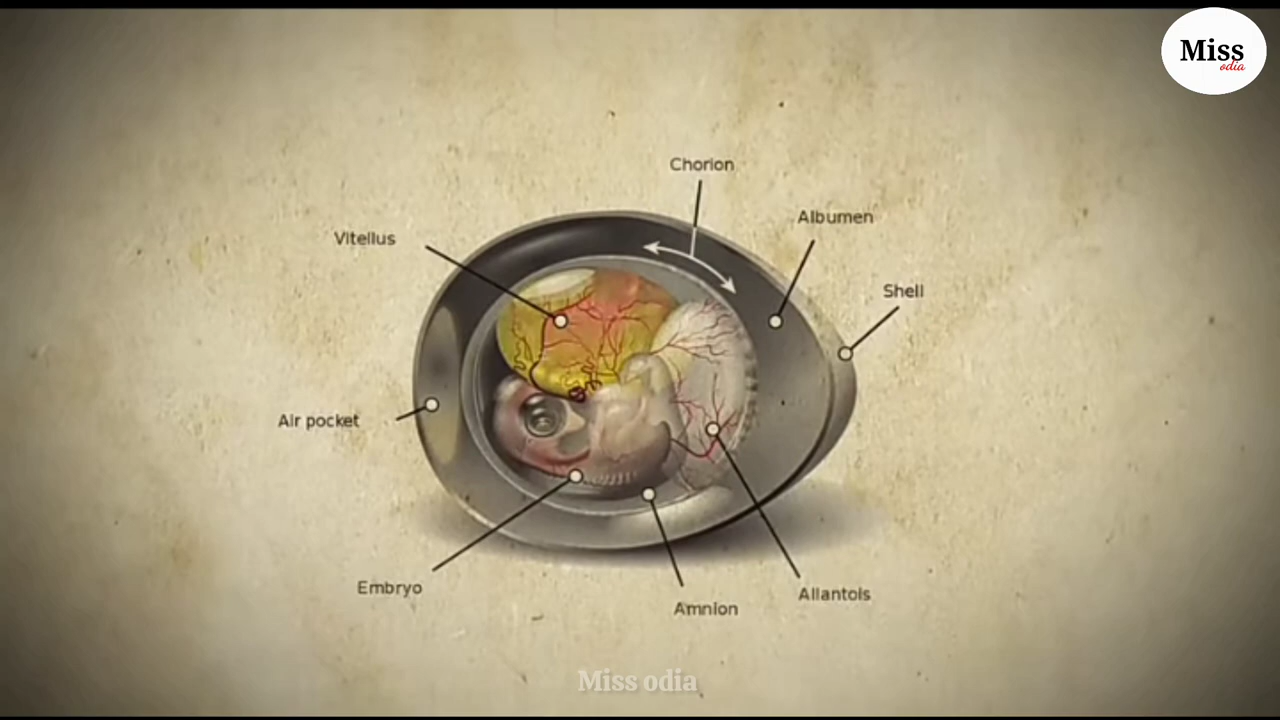 Miss
odia
Chorion
Albumen
Vitellus
Shell
Air pocket
Embryo
Allantois
Amnion
Miss odia